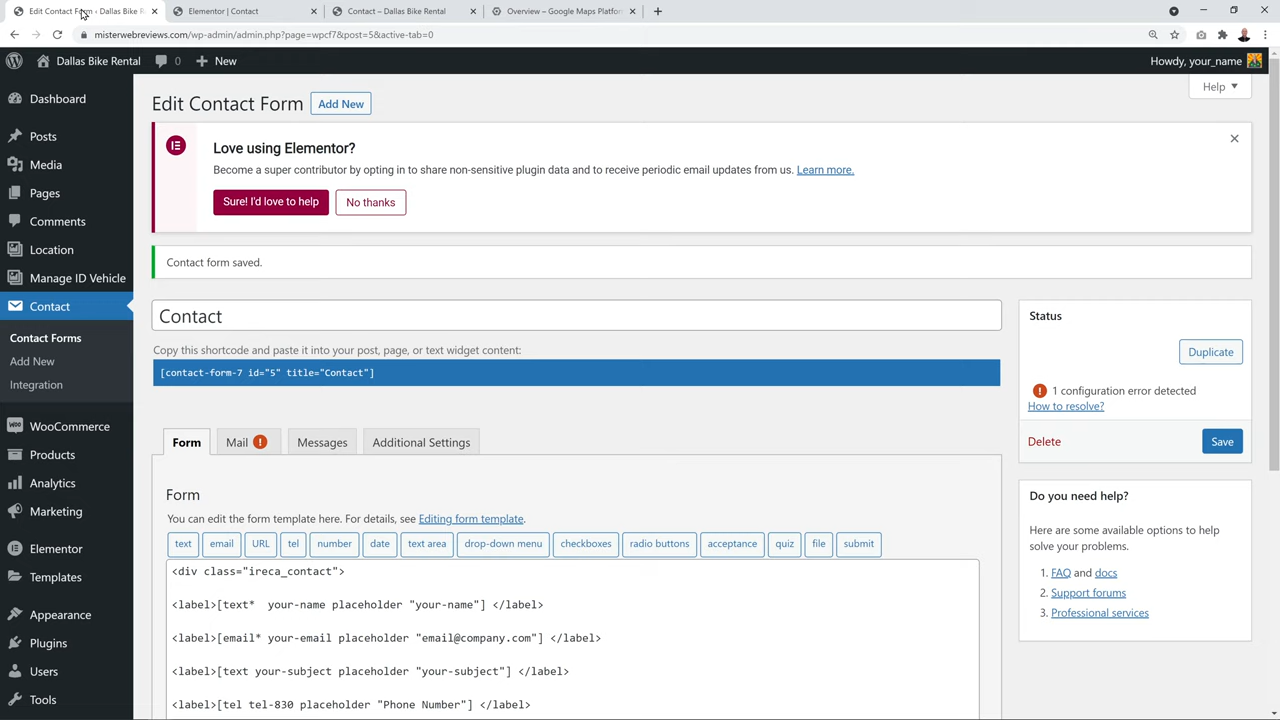 Edit Contact Form ‹ Dallas Bike R
Elementor | Contact
Contact – Dallas Bike Rental
Overview – Google Maps Platform
misterwebreviews.com/wp-admin/admin.php?page=wpcf7&post=5&active-tab=0
Dallas Bike Rental
0
New
Howdy, your_name
Dashboard
Posts
Media
Pages
Comments
Location
Manage ID Vehicle
Contact
Contact Forms
Add New
Integration
WooCommerce
Products
Analytics
Marketing
Elementor
Templates
Appearance
Plugins
Users
Tools
Help
Edit Contact Form
Add New
Love using Elementor?
Become a super contributor by opting in to share non-sensitive plugin data and to receive periodic email updates from us. Learn more.
Sure! I'd love to help
No thanks
Contact form saved.
Contact
Copy this shortcode and paste it into your post, page, or text widget content:
[contact-form-7 id="5" title="Contact"]
Form
Mail
Messages
Additional Settings
Form
You can edit the form template here. For details, see Editing form template.
text
email
URL
tel
number
date
text area
drop-down menu
checkboxes
radio buttons
acceptance
quiz
file
submit
<div class="ireca_contact">
<label>[text*  your-name placeholder "your-name"] </label>
<label>[email* your-email placeholder "email@company.com"] </label>
<label>[text your-subject placeholder "your-subject"] </label>
<label>[tel tel-830 placeholder "Phone Number"] </label>
Status
Duplicate
1 configuration error detected
How to resolve?
Delete
Save
Do you need help?
Here are some available options to help
solve your problems.
1. FAQ and docs
2. Support forums
3. Professional services